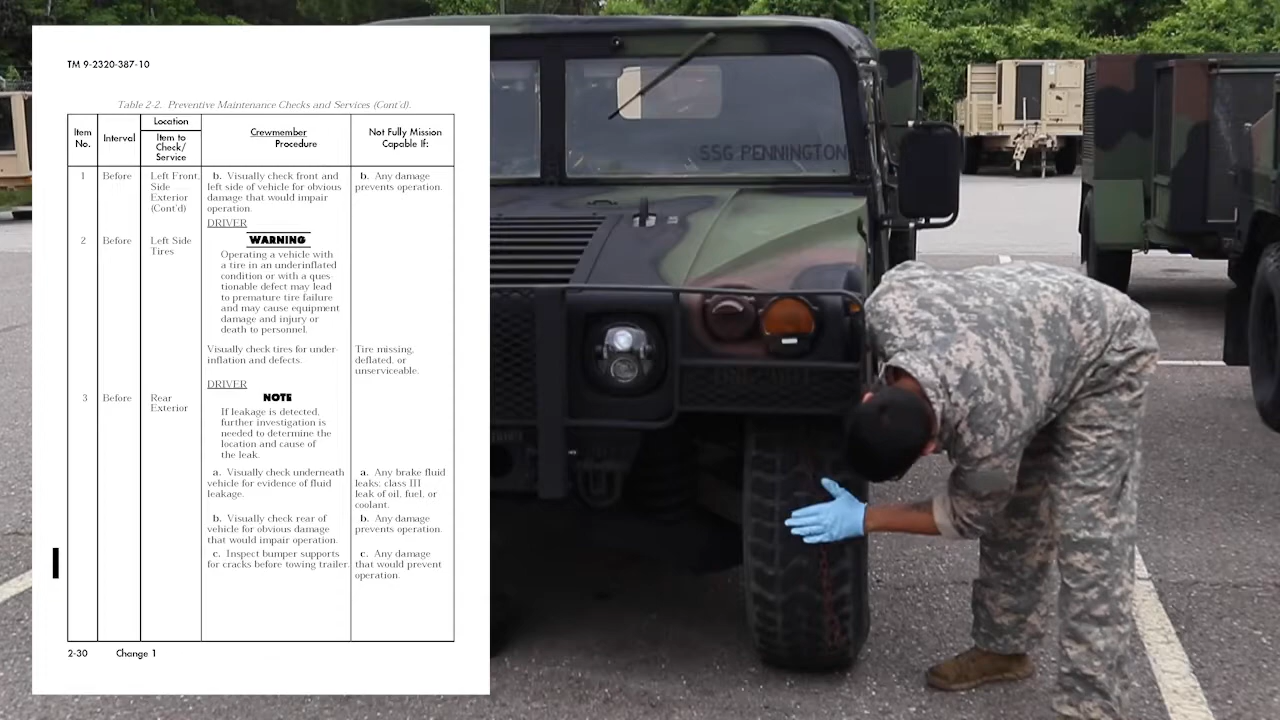 TM 9-2320-387-10
Table 2-2. Preventive Maintenance Checks and Services (Cont'd).
Item No.
Interval
Location
Item to Check/ Service
Crewmember Procedure
Not Fully Mission Capable If:
1
Before
Left Front
Side
Exterior
(Cont'd)
b. Visually check front and
left side of vehicle for obvious
damage that would impair
operation.
b. Any damage
prevents operation.
DRIVER
2
Before
Left Side
Tires
WARNING
Operating a vehicle with
a tire in an underinflated
condition or with a ques-
tionable defect may lead
to premature tire failure
and may cause equipment
damage and injury or
death to personnel.
Visually check tires for under-
inflation and defects.
Tire missing,
deflated, or
unserviceable.
DRIVER
3
Before
Rear
Exterior
NOTE
If leakage is detected,
further investigation is
needed to determine the
location and cause of
the leak.
a. Visually check underneath
vehicle for evidence of fluid
leakage.
a. Any brake fluid
leaks; class III
leak of oil, fuel, or
coolant.
b. Visually check rear of
vehicle for obvious damage
that would impair operation.
b. Any damage
prevents operation.
c. Inspect bumper supports
for cracks before towing trailer.
c. Any damage
that would prevent
operation.
2-30
Change 1
SSG PENNINGTON